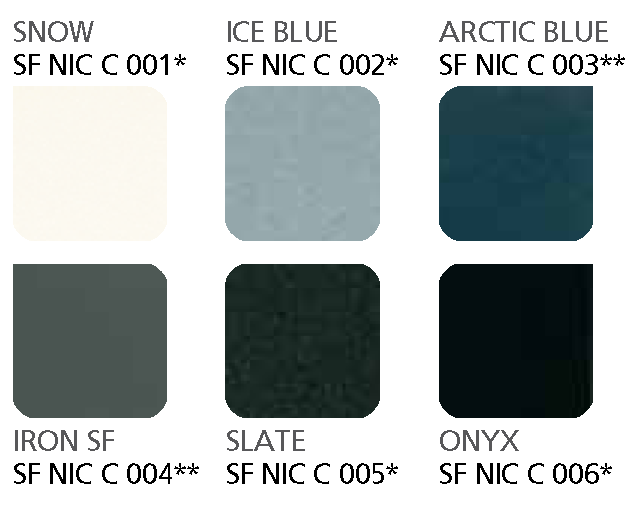 SNOW
SF NIC C 001*
ICE BLUE
SF NIC C 002*
ARCTIC BLUE
SF NIC C 003**
IRON SF
SF NIC C 004**
SLATE
SF NIC C 005*
ONYX
SF NIC C 006*